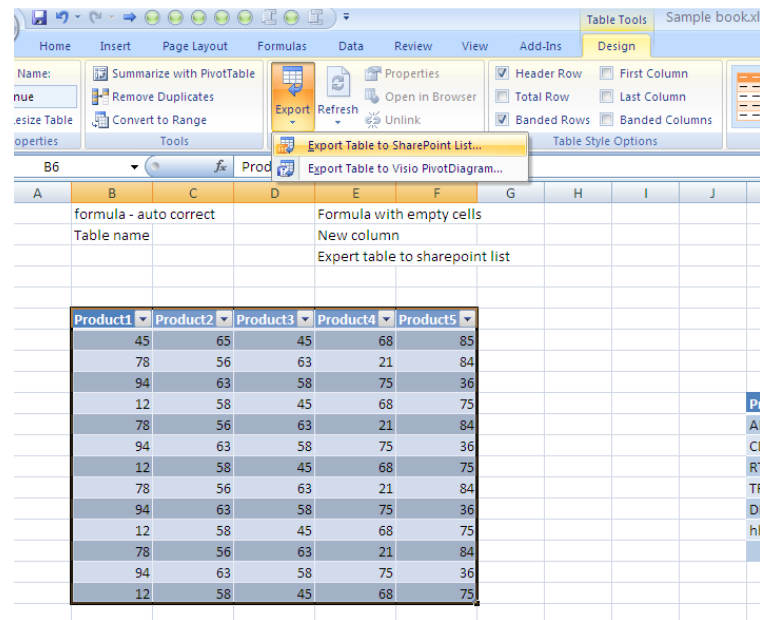 Table Tools Sample book.xl
Home Insert Page Layout Formulas Data Review View Add-Ins Design
Name: Summarize with PivotTable Properties Header Row First Column
nue Remove Duplicates Open in Browser Total Row Last Column
Export Refresh
esize Table Convert to Range Unlink Banded Rows Banded Columns
operties Tools Table Style Options
Export Table to SharePoint List...
B6 fx Prod Export Table to Visio PivotDiagram...
A B C D E F G H I J
formula - auto correct Formula with empty cells
Table name New column
Expert table to sharepoint list
Product1 Product2 Product3 Product4 Product5
45 65 45 68 85
78 56 63 21 84
94 63 58 75 36
12 58 45 68 75 P
78 56 63 21 84 A
94 63 58 75 36 C
12 58 45 68 75 R
78 56 63 21 84 T
94 63 58 75 36 D
12 58 45 68 75 h
78 56 63 21 84
94 63 58 75 36
12 58 45 68 75